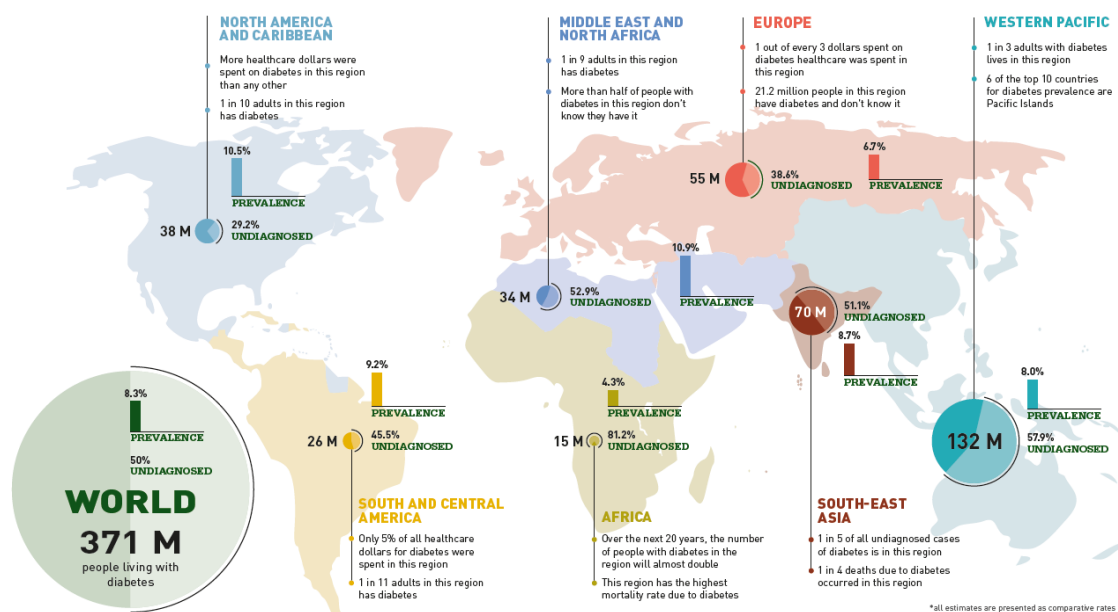 NORTH AMERICA
AND CARIBBEAN
More healthcare dollars were
spent on diabetes in this region
than any other
1 in 10 adults in this region
has diabetes
10.5%
PREVALENCE
38 M
29.2%
UNDIAGNOSED
MIDDLE EAST AND
NORTH AFRICA
1 in 9 adults in this region
has diabetes
More than half of people with
diabetes in this region don't
know they have it
10.9%
PREVALENCE
34 M
52.9%
UNDIAGNOSED
EUROPE
1 out of every 3 dollars spent on
diabetes healthcare was spent in
this region
21.2 million people in this region
have diabetes and don't know it
6.7%
PREVALENCE
55 M
38.6%
UNDIAGNOSED
WESTERN PACIFIC
1 in 3 adults with diabetes
lives in this region
6 of the top 10 countries
for diabetes prevalence are
Pacific Islands
8.0%
PREVALENCE
132 M
57.9%
UNDIAGNOSED
70 M
51.1%
UNDIAGNOSED
8.7%
PREVALENCE
SOUTH-EAST
ASIA
1 in 5 of all undiagnosed cases
of diabetes is in this region
1 in 4 deaths due to diabetes
occurred in this region
8.3%
PREVALENCE
50%
UNDIAGNOSED
WORLD
371 M
people living with
diabetes
9.2%
PREVALENCE
26 M
45.5%
UNDIAGNOSED
SOUTH AND CENTRAL
AMERICA
Only 5% of all healthcare
dollars for diabetes were
spent in this region
1 in 11 adults in this region
has diabetes
4.3%
PREVALENCE
15 M
81.2%
UNDIAGNOSED
AFRICA
Over the next 20 years, the number
of people with diabetes in the
region will almost double
This region has the highest
mortality rate due to diabetes
*all estimates are presented as comparative rates